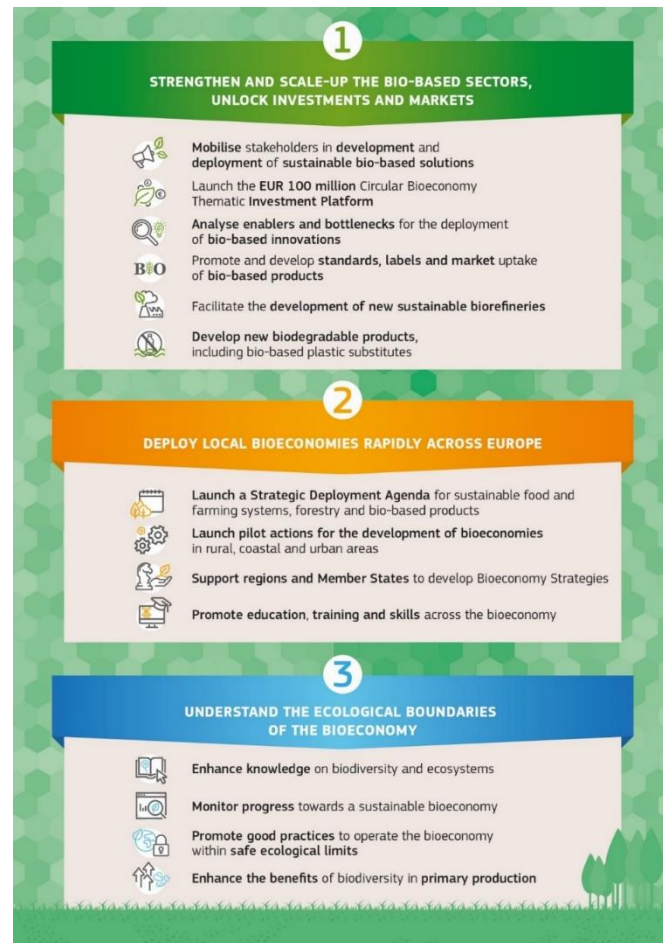 1
STRENGTHEN AND SCALE-UP THE BIO-BASED SECTORS,
UNLOCK INVESTMENTS AND MARKETS
Mobilise stakeholders in development and
deployment of sustainable bio-based solutions
Launch the EUR 100 million Circular Bioeconomy
Thematic Investment Platform
Analyse enablers and bottlenecks for the deployment
of bio-based innovations
BIO
Promote and develop standards, labels and market uptake
of bio-based products
Facilitate the development of new sustainable biorefineries
Develop new biodegradable products,
including bio-based plastic substitutes
2
DEPLOY LOCAL BIOECONOMIES RAPIDLY ACROSS EUROPE
Launch a Strategic Deployment Agenda for sustainable food and
farming systems, forestry and bio-based products
Launch pilot actions for the development of bioeconomies
in rural, coastal and urban areas
Support regions and Member States to develop Bioeconomy Strategies
Promote education, training and skills across the bioeconomy
3
UNDERSTAND THE ECOLOGICAL BOUNDARIES
OF THE BIOECONOMY
Enhance knowledge on biodiversity and ecosystems
Monitor progress towards a sustainable bioeconomy
Promote good practices to operate the bioeconomy
within safe ecological limits
Enhance the benefits of biodiversity in primary production